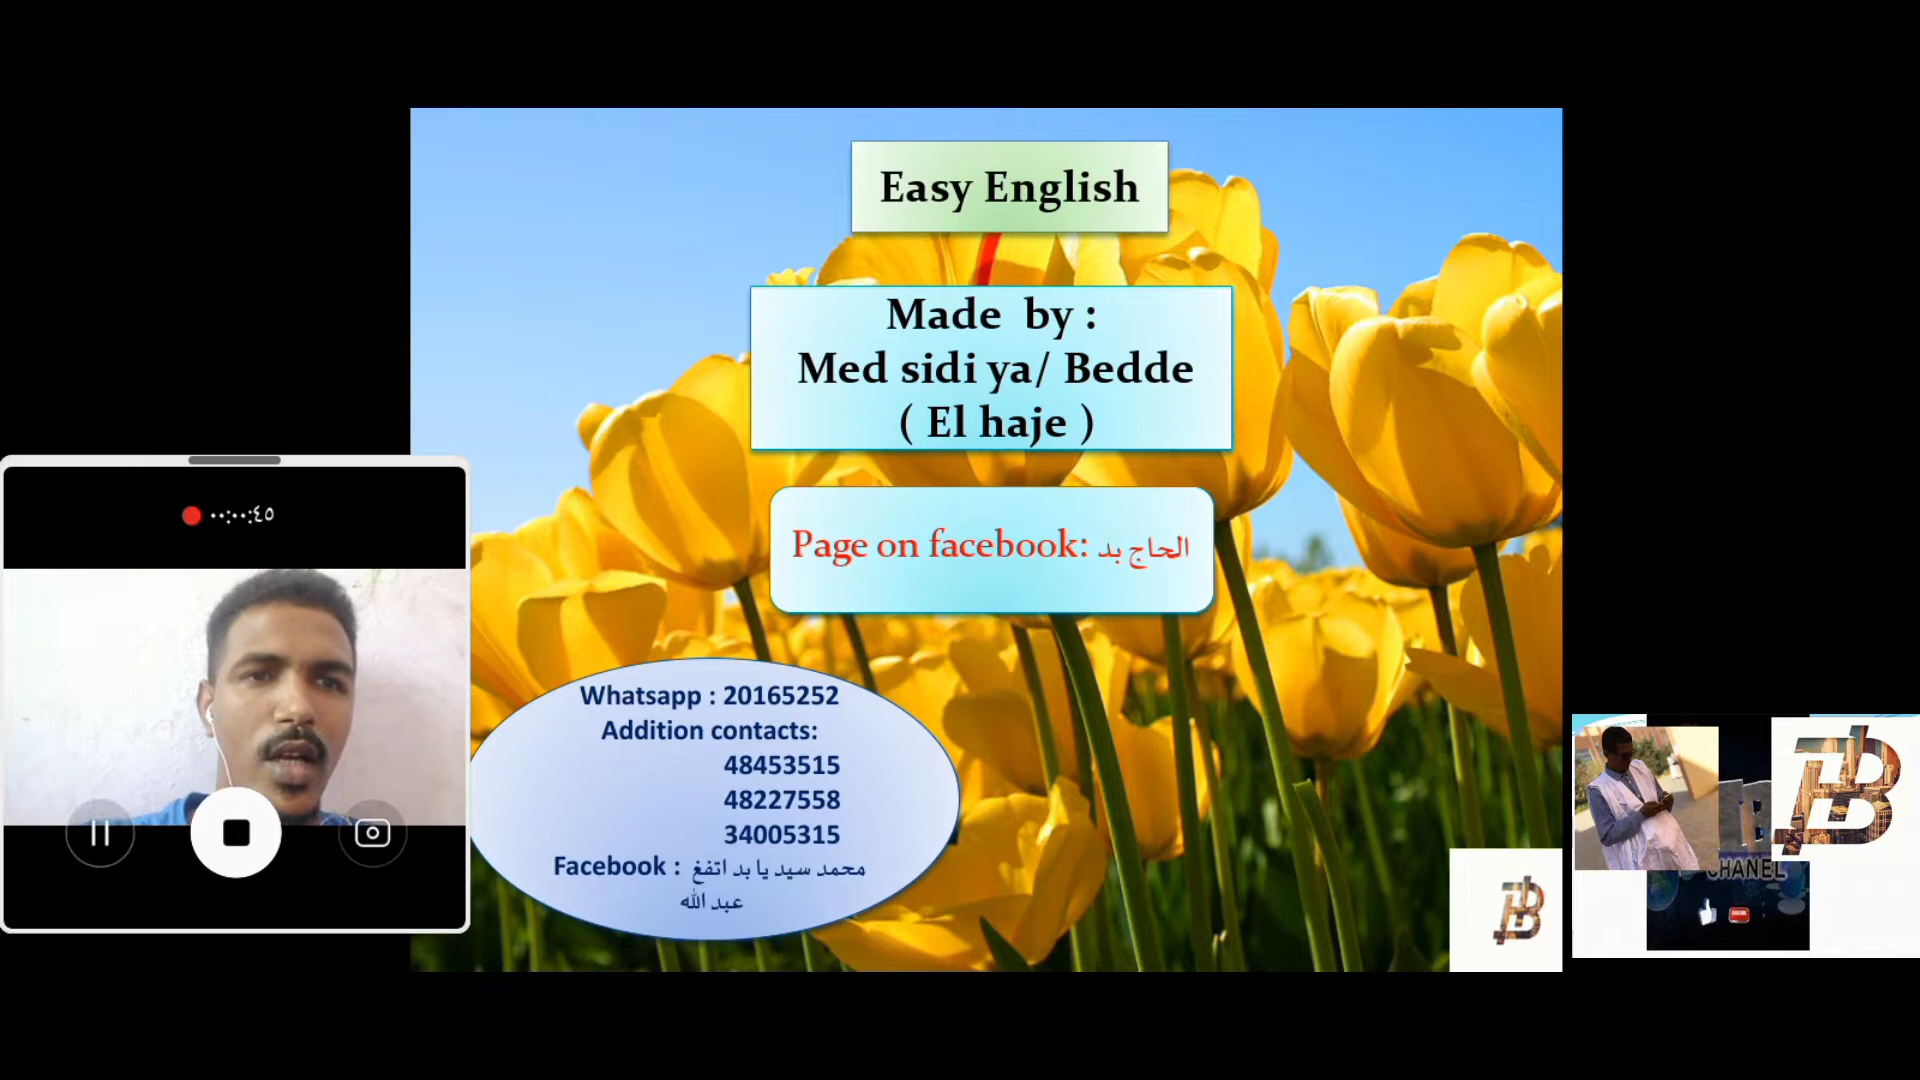 Easy English
Made by :
Med sidi ya/ Bedde
( El haje )
Page on facebook: الحاج بد
٠٠:٠٠:٤٥
Whatsapp : 20165252
Addition contacts:
48453515
48227558
34005315
Facebook : محمد سيد يا بد اتفغ
عبد الله
HANEL